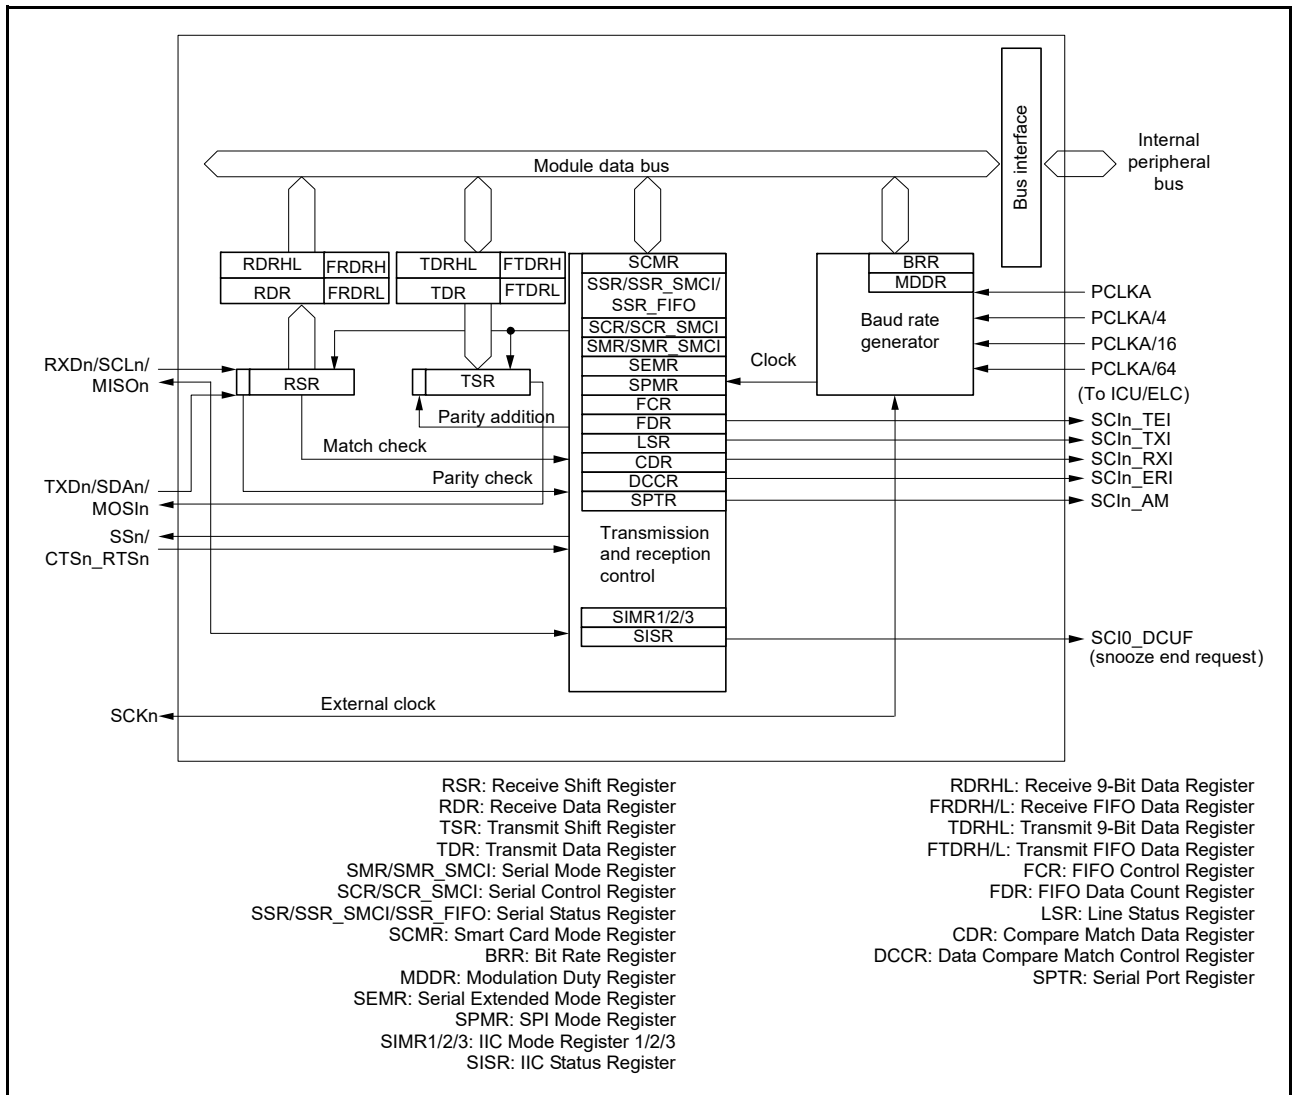 Bus interface
Internal
peripheral
bus
Module data bus
RDRHL
FRDRH
RDR
FRDRL
TDRHL
FTDRH
TDR
FTDRL
SCMR
SSR/SSR_SMCI/
SSR_FIFO
SCR/SCR_SMCI
SMR/SMR_SMCI
SEMR
SPMR
FCR
FDR
LSR
CDR
DCCR
SPTR
Transmission
and reception
control
SIMR1/2/3
SISR
BRR
MDDR
Baud rate
generator
Clock
PCLKA
PCLKA/4
PCLKA/16
PCLKA/64
(To ICU/ELC)
SCIn_TEI
SCIn_TXI
SCIn_RXI
SCIn_ERI
SCIn_AM
SCI0_DCUF
(snooze end request)
RXDn/SCLn/
MISOn
RSR
TSR
Parity addition
Match check
Parity check
TXDn/SDAn/
MOSIn
SSn/
CTSn_RTSn
External clock
SCKn
RSR: Receive Shift Register
RDR: Receive Data Register
TSR: Transmit Shift Register
TDR: Transmit Data Register
SMR/SMR_SMCI: Serial Mode Register
SCR/SCR_SMCI: Serial Control Register
SSR/SSR_SMCI/SSR_FIFO: Serial Status Register
SCMR: Smart Card Mode Register
BRR: Bit Rate Register
MDDR: Modulation Duty Register
SEMR: Serial Extended Mode Register
SPMR: SPI Mode Register
SIMR1/2/3: IIC Mode Register 1/2/3
SISR: IIC Status Register
RDRHL: Receive 9-Bit Data Register
FRDRH/L: Receive FIFO Data Register
TDRHL: Transmit 9-Bit Data Register
FTDRH/L: Transmit FIFO Data Register
FCR: FIFO Control Register
FDR: FIFO Data Count Register
LSR: Line Status Register
CDR: Compare Match Data Register
DCCR: Data Compare Match Control Register
SPTR: Serial Port Register